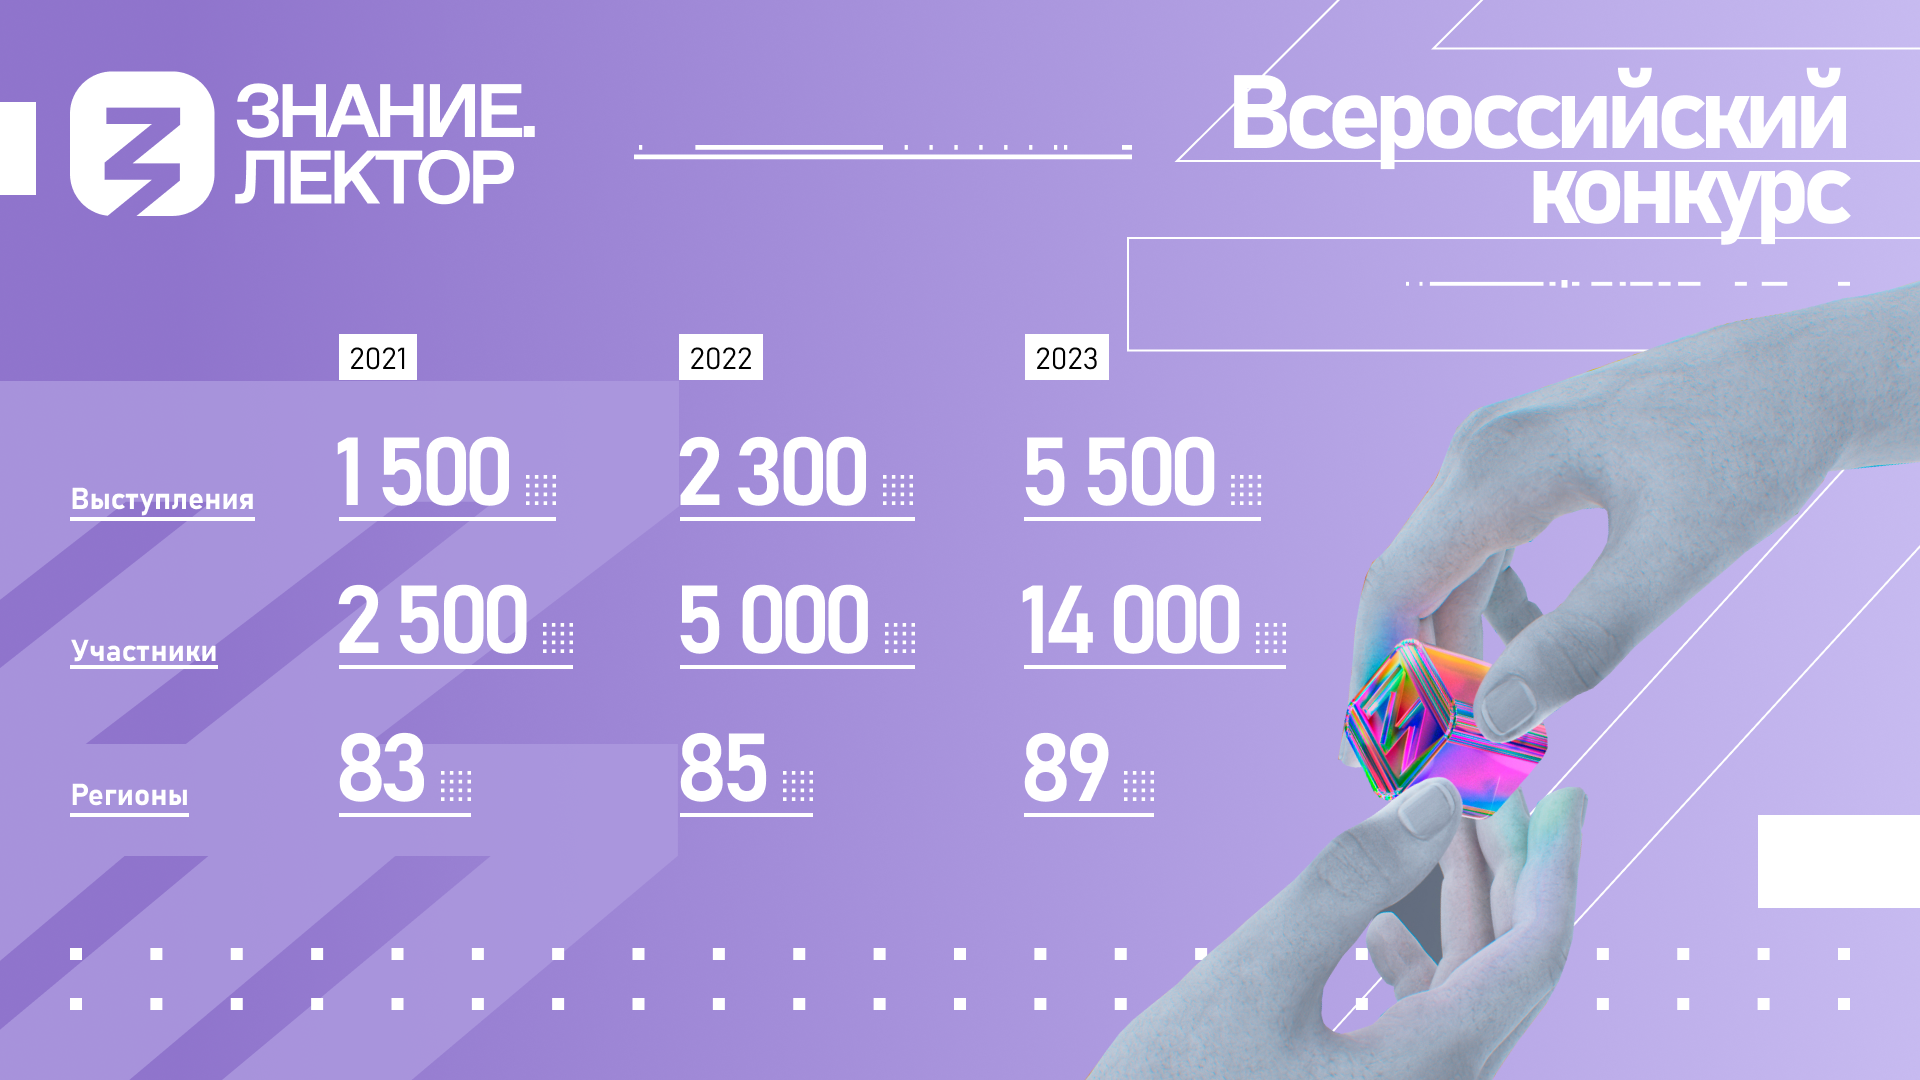 ЗНАНИЕ.
ЛЕКТОР
Всероссийский
конкурс
2021 2022 2023
Выступления 1 500 2 300 5 500
Участники 2 500 5 000 14 000
Регионы 83 85 89